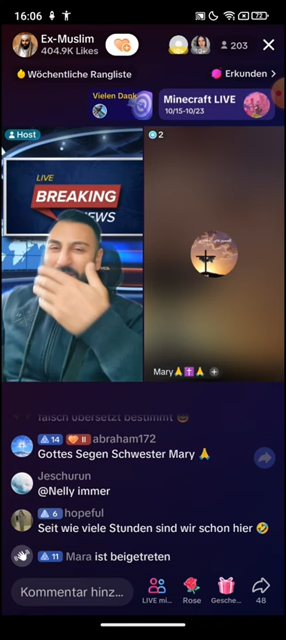 16:06
72
Ex-Muslim
404.9K Likes
203
Wöchentliche Rangliste
Erkunden >
Vielen Dank
Minecraft LIVE
10/15-10/23
Host
2
LIVE
BREAKING
NEWS
Mary🙏✝️🙏
falsch übersetzt bestimmt
14 II abraham172
Gottes Segen Schwester Mary 🙏
Jeschurun
@Nelly immer
6 hopeful
Seit wie viele Stunden sind wir schon hier 🤣
11 Mara ist beigetreten
Kommentar hinz...
LIVE mi...
Rose
Gesche...
48